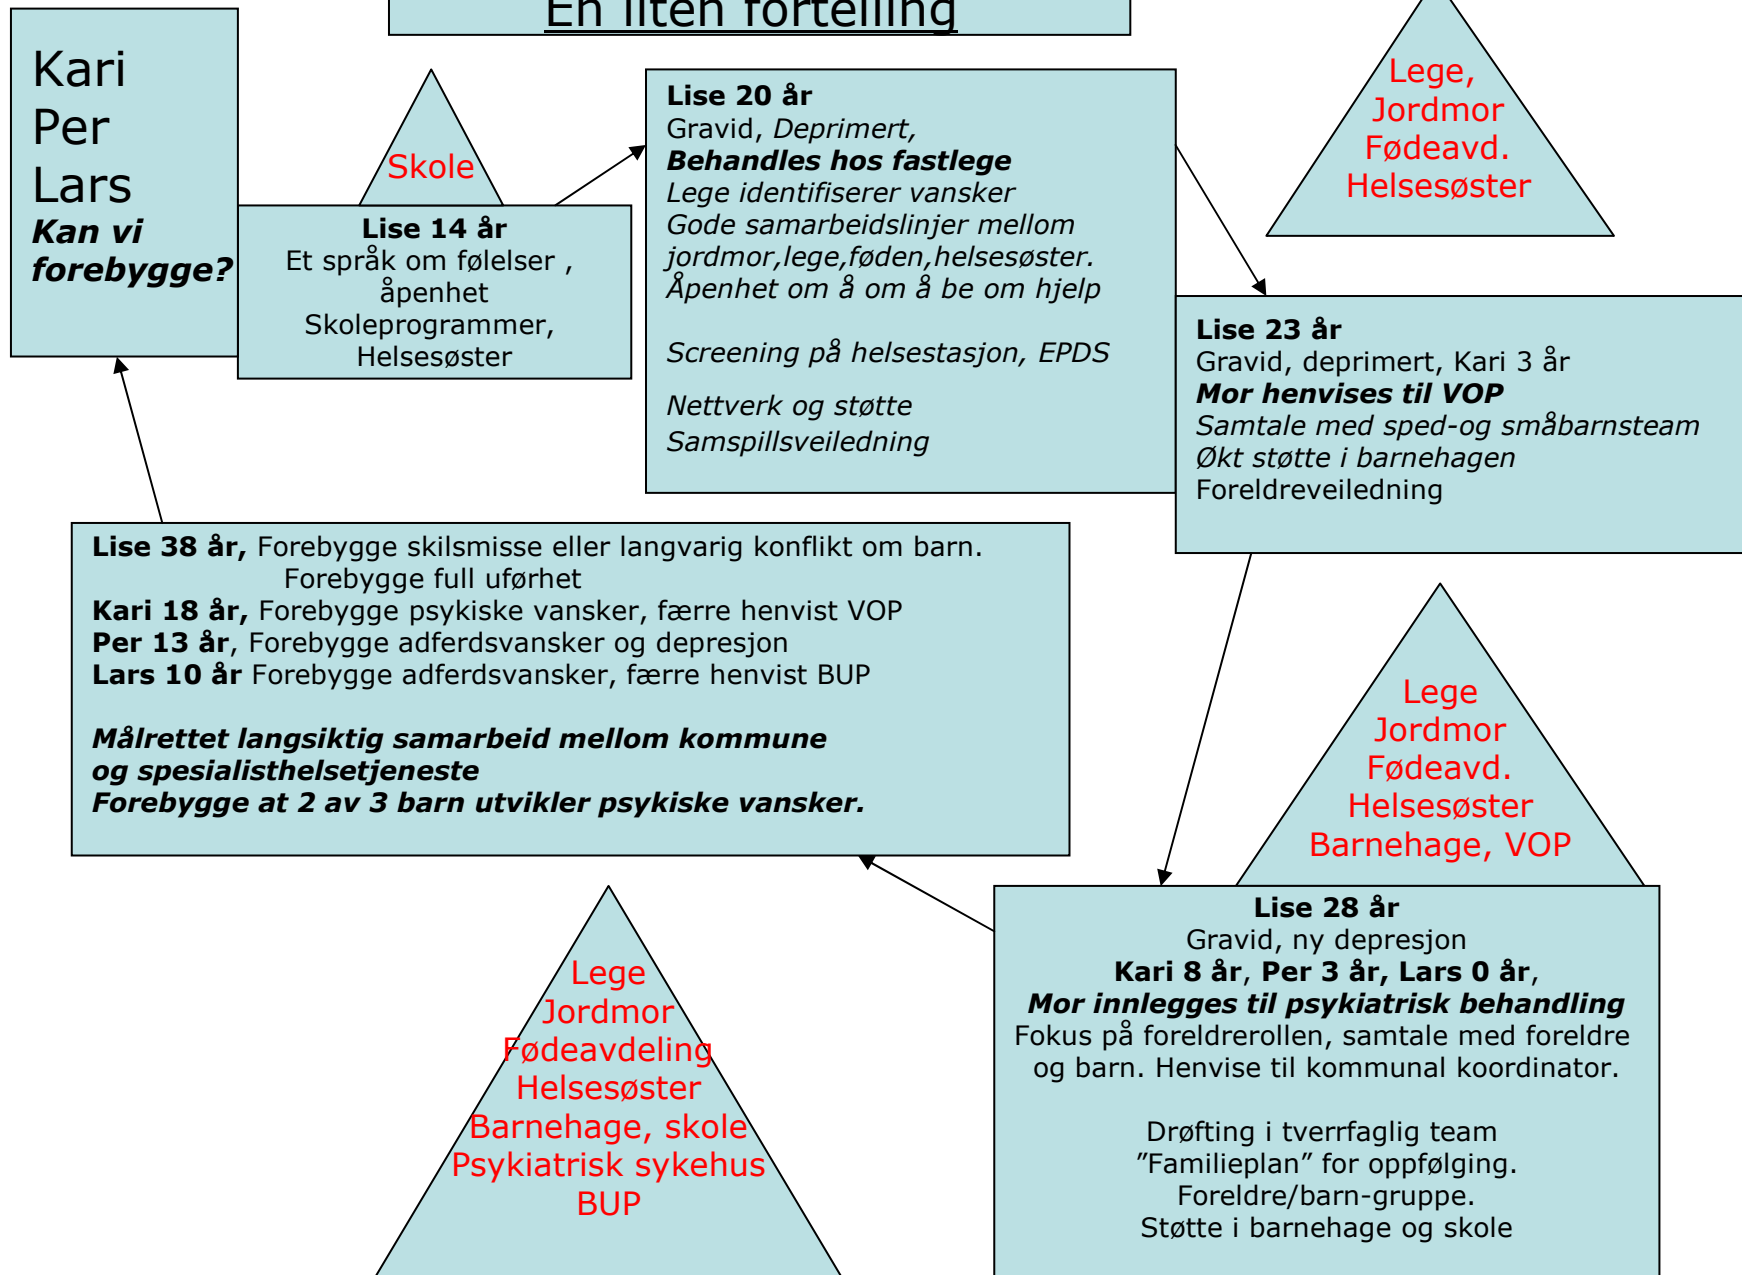 En liten fortelling
Kari
Per
Lars
Kan vi
forebygge?
Skole
Lise 14 år
Et språk om følelser ,
åpenhet
Skoleprogrammer,
Helsesøster
Lise 20 år
Gravid, Deprimert,
Behandles hos fastlege
Lege identifiserer vansker
Gode samarbeidslinjer mellom
jordmor,lege,føden,helsesøster.
Åpenhet om å om å be om hjelp
Screening på helsestasjon, EPDS
Nettverk og støtte
Samspillsveiledning
Lege,
Jordmor
Fødeavd.
Helsesøster
Lise 23 år
Gravid, deprimert, Kari 3 år
Mor henvises til VOP
Samtale med sped-og småbarnsteam
Økt støtte i barnehagen
Foreldreveiledning
Lege
Jordmor
Fødeavd.
Helsesøster
Barnehage, VOP
Lise 28 år
Gravid, ny depresjon
Kari 8 år, Per 3 år, Lars 0 år,
Mor innlegges til psykiatrisk behandling
Fokus på foreldrerollen, samtale med foreldre
og barn. Henvise til kommunal koordinator.
Drøfting i tverrfaglig team
”Familieplan” for oppfølging.
Foreldre/barn-gruppe.
Støtte i barnehage og skole
Lege
Jordmor
Fødeavdeling
Helsesøster
Barnehage, skole
Psykiatrisk sykehus
BUP
Lise 38 år, Forebygge skilsmisse eller langvarig konflikt om barn.
Forebygge full uførhet
Kari 18 år, Forebygge psykiske vansker, færre henvist VOP
Per 13 år, Forebygge adferdsvansker og depresjon
Lars 10 år Forebygge adferdsvansker, færre henvist BUP
Målrettet langsiktig samarbeid mellom kommune
og spesialisthelsetjeneste
Forebygge at 2 av 3 barn utvikler psykiske vansker.